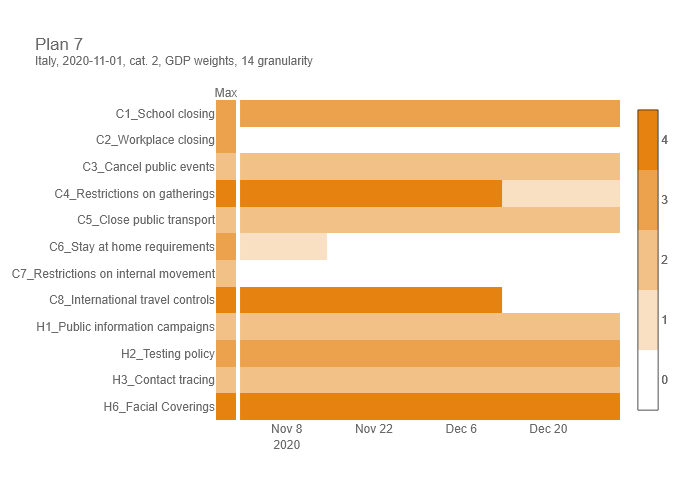 Plan 7
Italy, 2020-11-01, cat. 2, GDP weights, 14 granularity
Max
C1_School closing
C2_Workplace closing
C3_Cancel public events
C4_Restrictions on gatherings
C5_Close public transport
C6_Stay at home requirements
C7_Restrictions on internal movement
C8_International travel controls
H1_Public information campaigns
H2_Testing policy
H3_Contact tracing
H6_Facial Coverings
Nov 8 Nov 22 Dec 6 Dec 20
2020
4
3
2
1
0